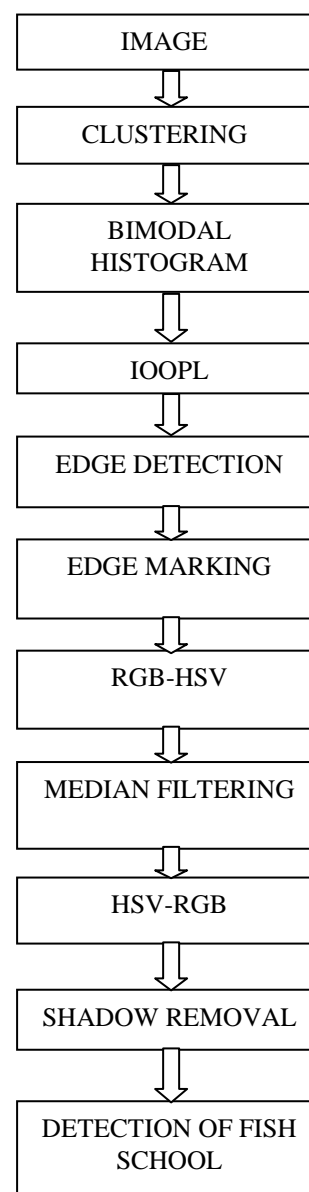 IMAGE
CLUSTERING
BIMODAL
HISTOGRAM
IOOPL
EDGE DETECTION
EDGE MARKING
RGB-HSV
MEDIAN FILTERING
HSV-RGB
SHADOW REMOVAL
DETECTION OF FISH
SCHOOL